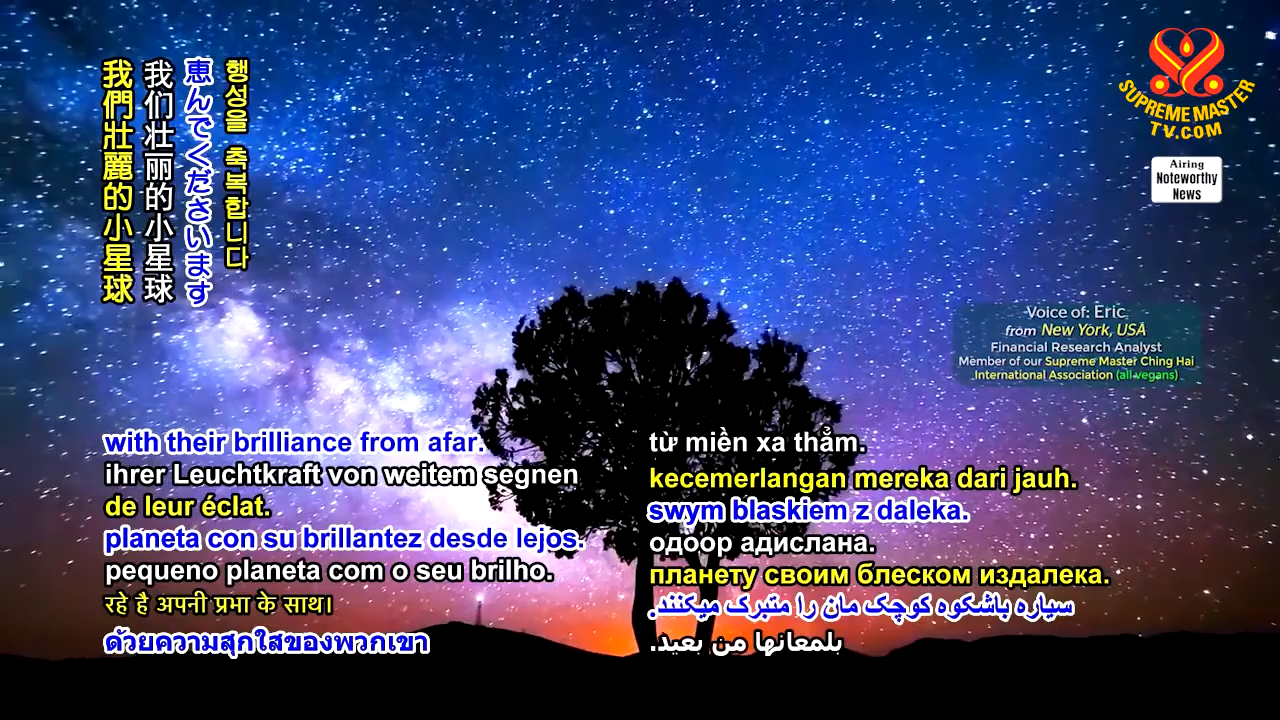 我們壯麗的小星球
我们壮丽的小星球
恵んでくださいます
행성을 축복합니다
SUPREME MASTER
TV.COM
Airing
Noteworthy
News
Voice of: Eric
from New York, USA
Financial Research Analyst
Member of our Supreme Master Ching Hai
International Association (all vegans)
with their brilliance from afar.
ihrer Leuchtkraft von weitem segnen
de leur éclat.
planeta con su brillantez desde lejos.
pequeno planeta com o seu brilho.
रहे है अपनी प्रभा के साथ।
ด้วยความสุกใสของพวกเขา
từ miền xa thẳm.
kecemerlangan mereka dari jauh.
swym blaskiem z daleka.
одоор адислана.
планету своим блеском издалека.
سیاره باشکوه کوچک مان را متبرک میکنند.
بلمعانها من بعيد.